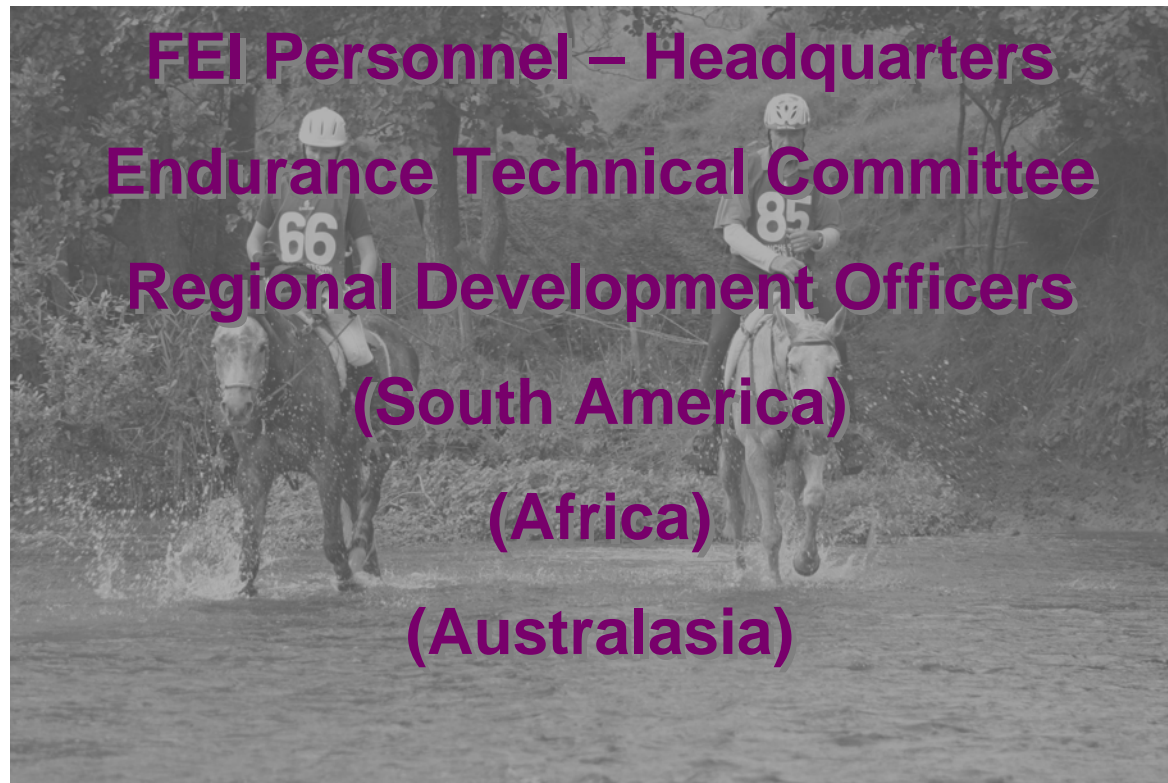 FEI Personnel – Headquarters
Endurance Technical Committee
66
85
Regional Development Officers
(South America)
(Africa)
(Australasia)